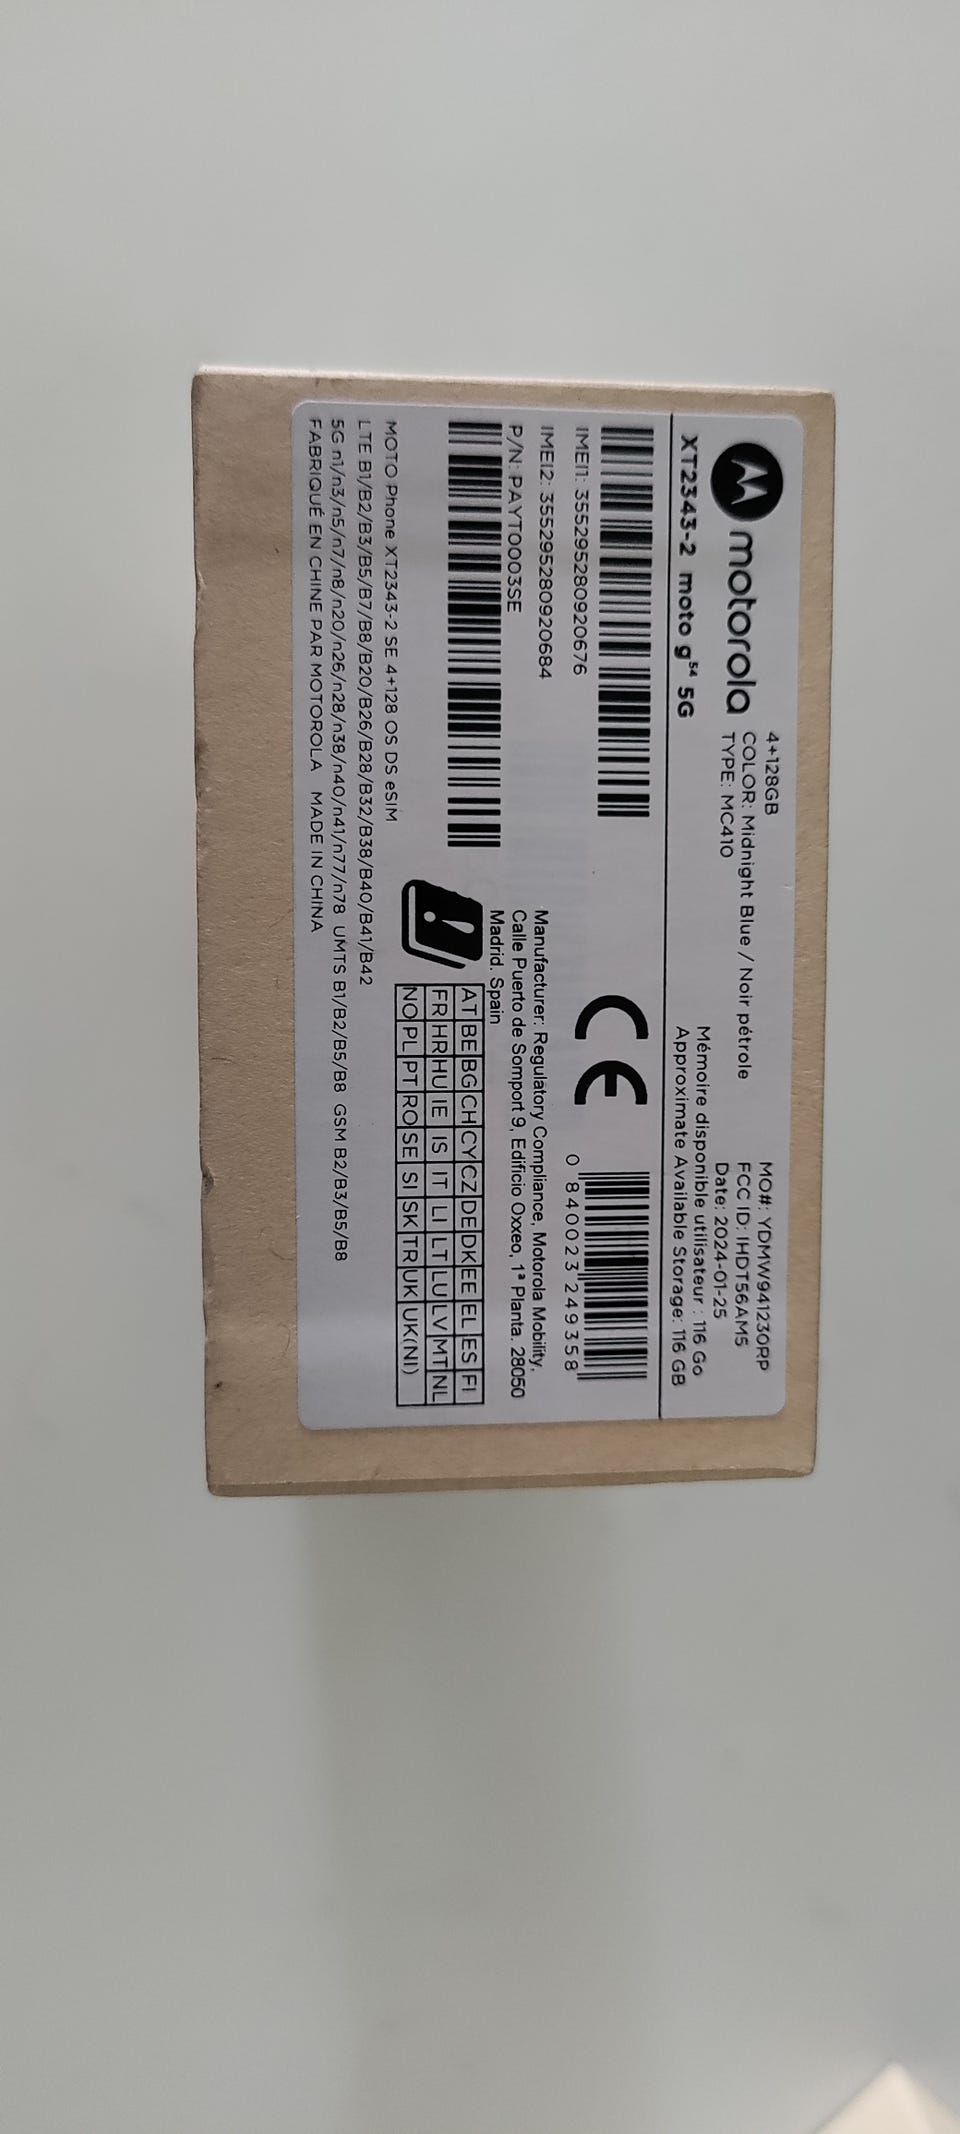 motorola
4+128GB
COLOR: Midnight Blue / Noir pétrole
TYPE: MC410
MO#: YDMW94123ORP
FCC ID: IHDT56AM5
Date: 2024-01-25
XT2343-2 moto g54 5G
Mémoire disponible utilisateur : 116 Go
Approximate Available Storage: 116 GB
IMEI1: 355295280920676
IMEI2: 355295280920684
P/N: PAYT0003SE
CE
0 840023 249358
Manufacturer: Regulatory Compliance, Motorola Mobility,
Calle Puerto de Somport 9, Edificio Oxxeo, 1ª Planta. 28050
Madrid. Spain
AT BE BG CH CY CZ DE DK EE EL ES FI
FR HR HU IE IS IT LI LT LU LV MT NL
NO PL PT RO SE SI SK TR UK UK(NI)
MOTO Phone XT2343-2 SE 4+128 OS DS eSIM
LTE B1/B2/B3/B5/B7/B8/B20/B26/B28/B32/B38/B40/B41/B42
5G n1/n3/n5/n7/n8/n20/n26/n28/n38/n40/n41/n77/n78 UMTS B1/B2/B5/B8 GSM B2/B3/B5/B8
FABRIQUÉ EN CHINE PAR MOTOROLA MADE IN CHINA